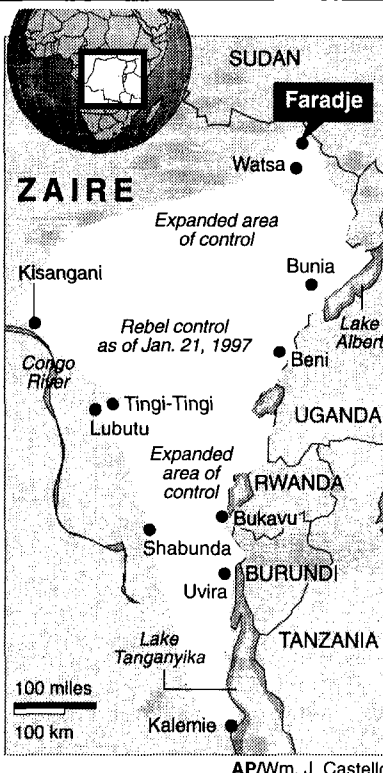 SUDAN
Faradje
Watsa
ZAIRE
Expanded area
of control
Kisangani
Bunia
Rebel control
as of Jan. 21, 1997
Lake
Albert
Congo
River
Beni
Tingi-Tingi
Lubutu
UGANDA
Expanded
area of
control
RWANDA
Bukavu
Shabunda
BURUNDI
Uvira
Lake
Tanganyika
TANZANIA
100 miles
100 km
Kalemie
AP/Wm. J. Castello